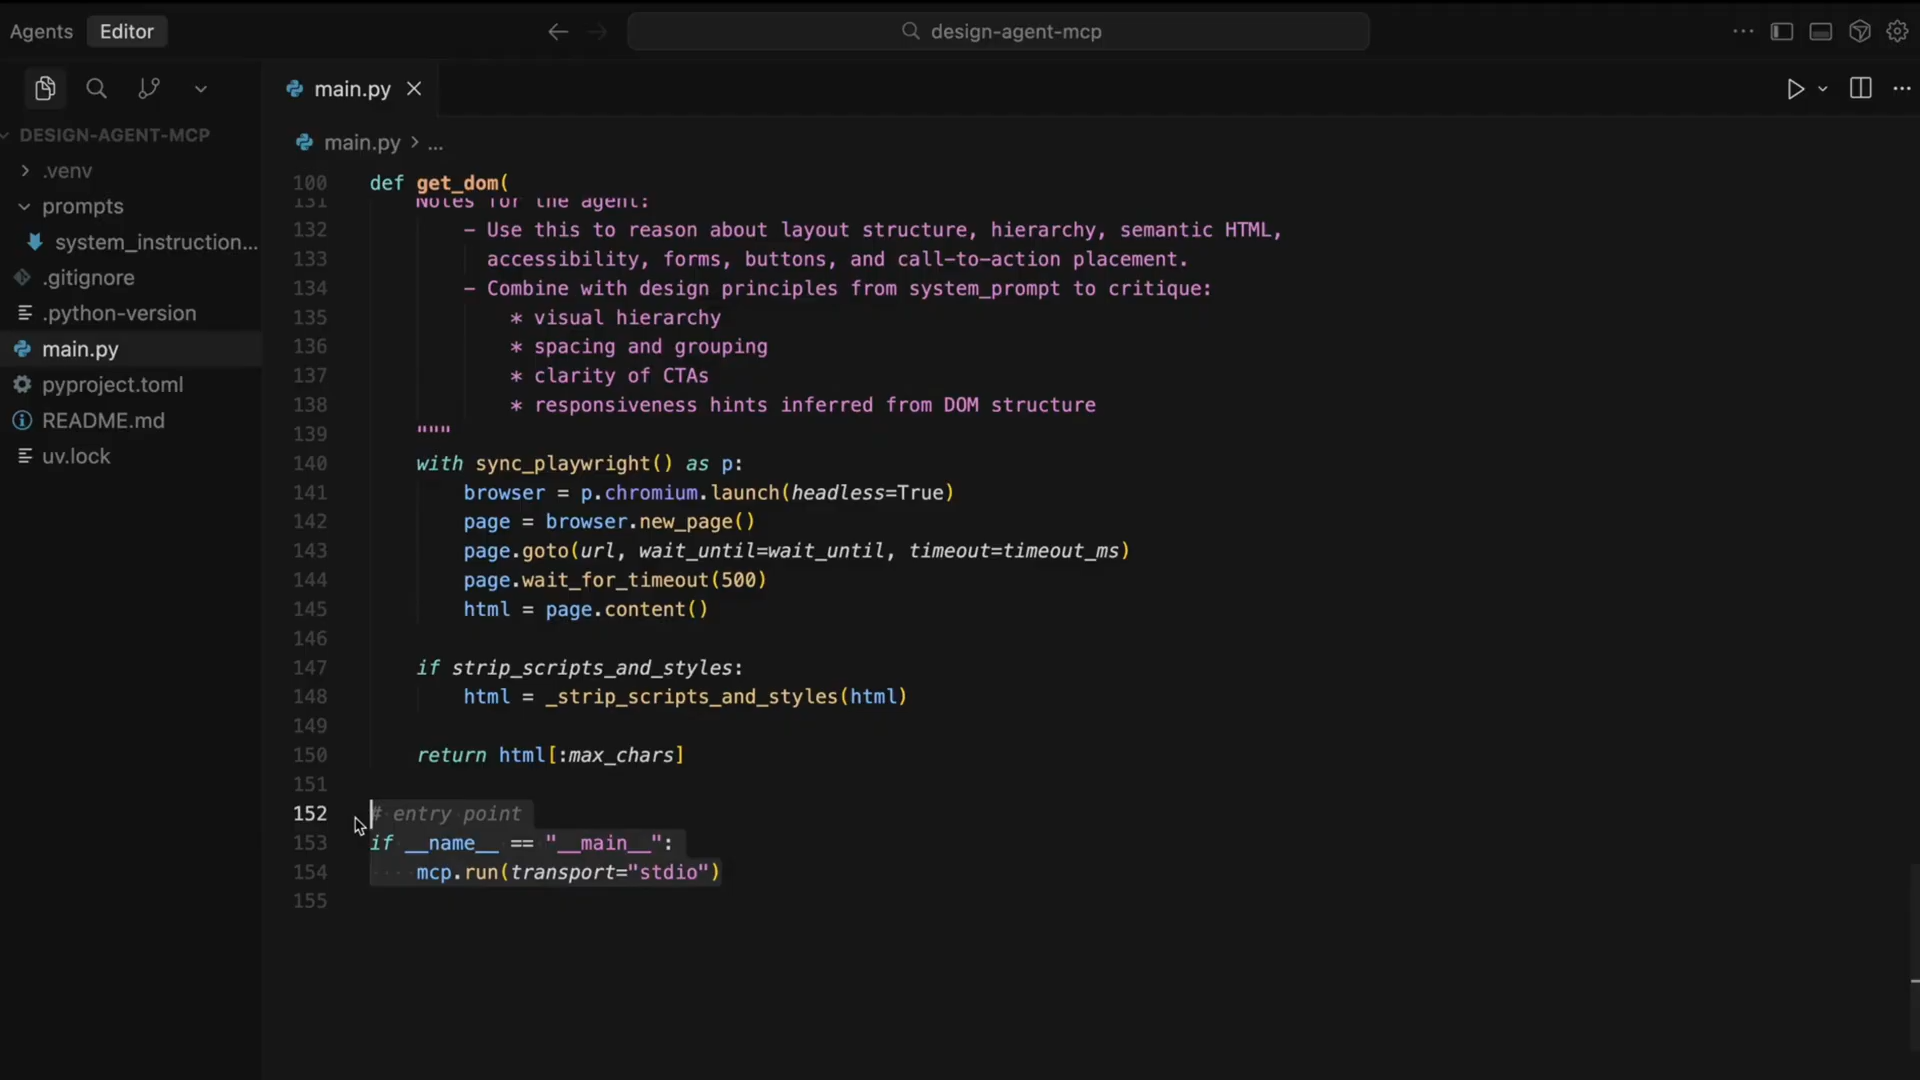 Agents Editor
design-agent-mcp
main.py
DESIGN-AGENT-MCP
.venv
prompts
system_instruction...
.gitignore
.python-version
main.py
pyproject.toml
README.md
uv.lock
main.py > ...
100 def get_dom(
131 Notes for the agent:
132 - Use this to reason about layout structure, hierarchy, semantic HTML,
133 accessibility, forms, buttons, and call-to-action placement.
134 - Combine with design principles from system_prompt to critique:
135 * visual hierarchy
136 * spacing and grouping
137 * clarity of CTAs
138 * responsiveness hints inferred from DOM structure
139 """
140 with sync_playwright() as p:
141 browser = p.chromium.launch(headless=True)
142 page = browser.new_page()
143 page.goto(url, wait_until=wait_until, timeout=timeout_ms)
144 page.wait_for_timeout(500)
145 html = page.content()
146
147 if strip_scripts_and_styles:
148 html = _strip_scripts_and_styles(html)
149
150 return html[:max_chars]
151
152 # entry point
153 if __name__ == "__main__":
154 mcp.run(transport="stdio")
155